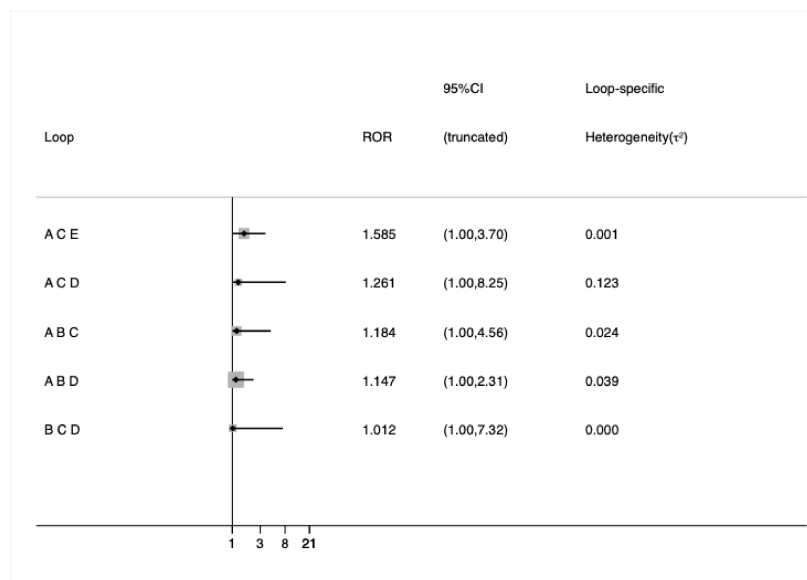 95%CI Loop-specific
Loop ROR (truncated) Heterogeneity(τ²)
A C E 1.585 (1.00,3.70) 0.001
A C D 1.261 (1.00,8.25) 0.123
A B C 1.184 (1.00,4.56) 0.024
A B D 1.147 (1.00,2.31) 0.039
B C D 1.012 (1.00,7.32) 0.000
1 3 8 21